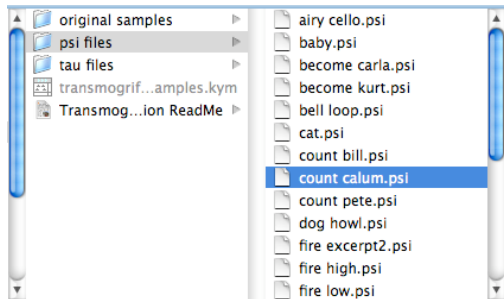 original samples
psi files
tau files
transmogrif...amples.kym
Transmog...ion ReadMe
airy cello.psi
baby.psi
become carla.psi
become kurt.psi
bell loop.psi
cat.psi
count bill.psi
count calum.psi
count pete.psi
dog howl.psi
fire excerpt2.psi
fire high.psi
fire low.psi